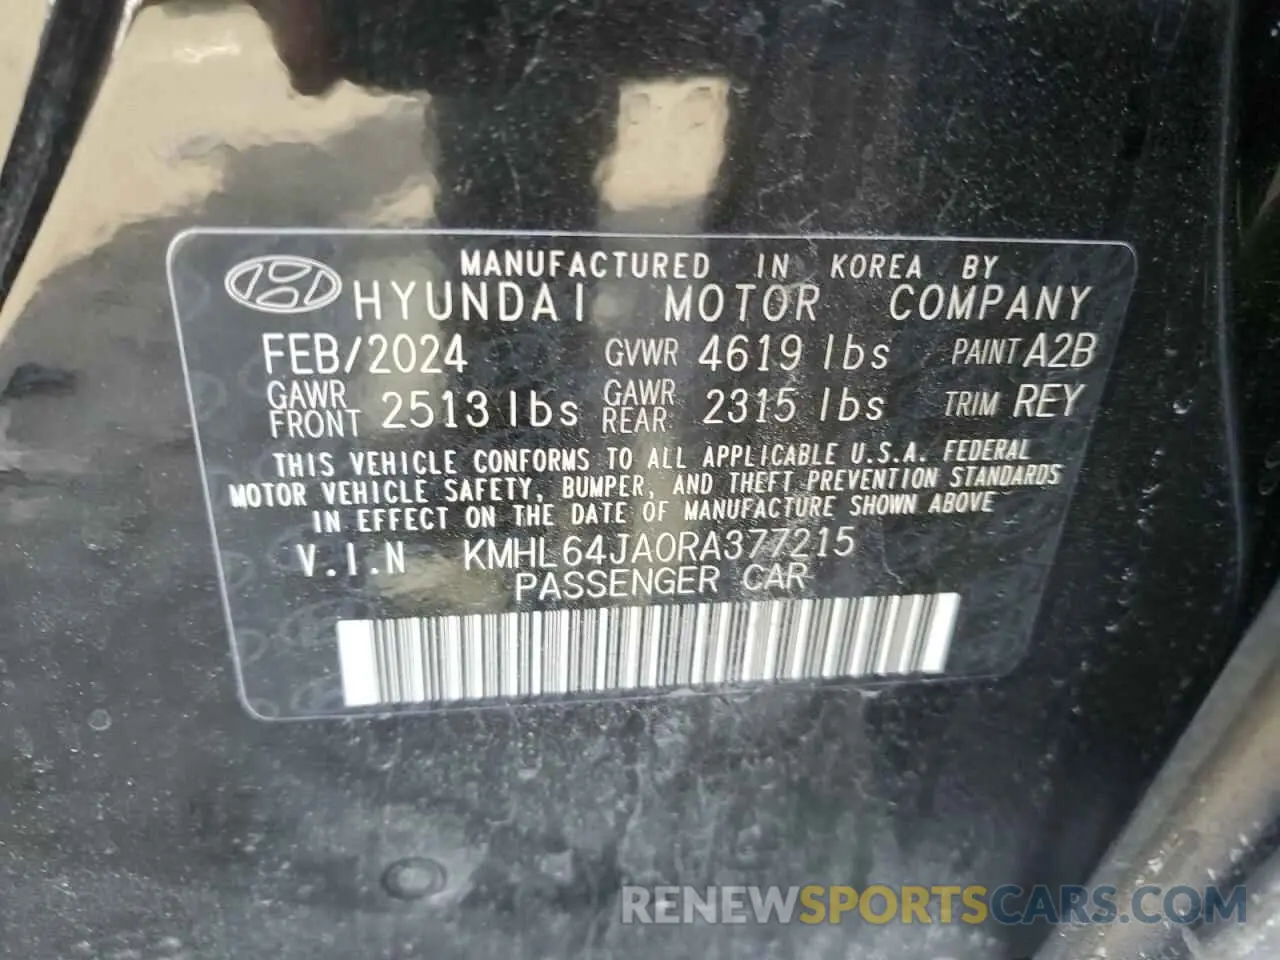 MANUFACTURED IN KOREA BY
HYUNDAI MOTOR COMPANY
FEB/2024 GVWR 4619 lbs PAINT A2B
GAWR FRONT 2513 lbs GAWR REAR 2315 lbs TRIM REY
THIS VEHICLE CONFORMS TO ALL APPLICABLE U.S.A. FEDERAL
MOTOR VEHICLE SAFETY, BUMPER, AND THEFT PREVENTION STANDARDS
IN EFFECT ON THE DATE OF MANUFACTURE SHOWN ABOVE
V.I.N KMHL64JA0RA377215
PASSENGER CAR
RENEWSPORTSCARS.COM